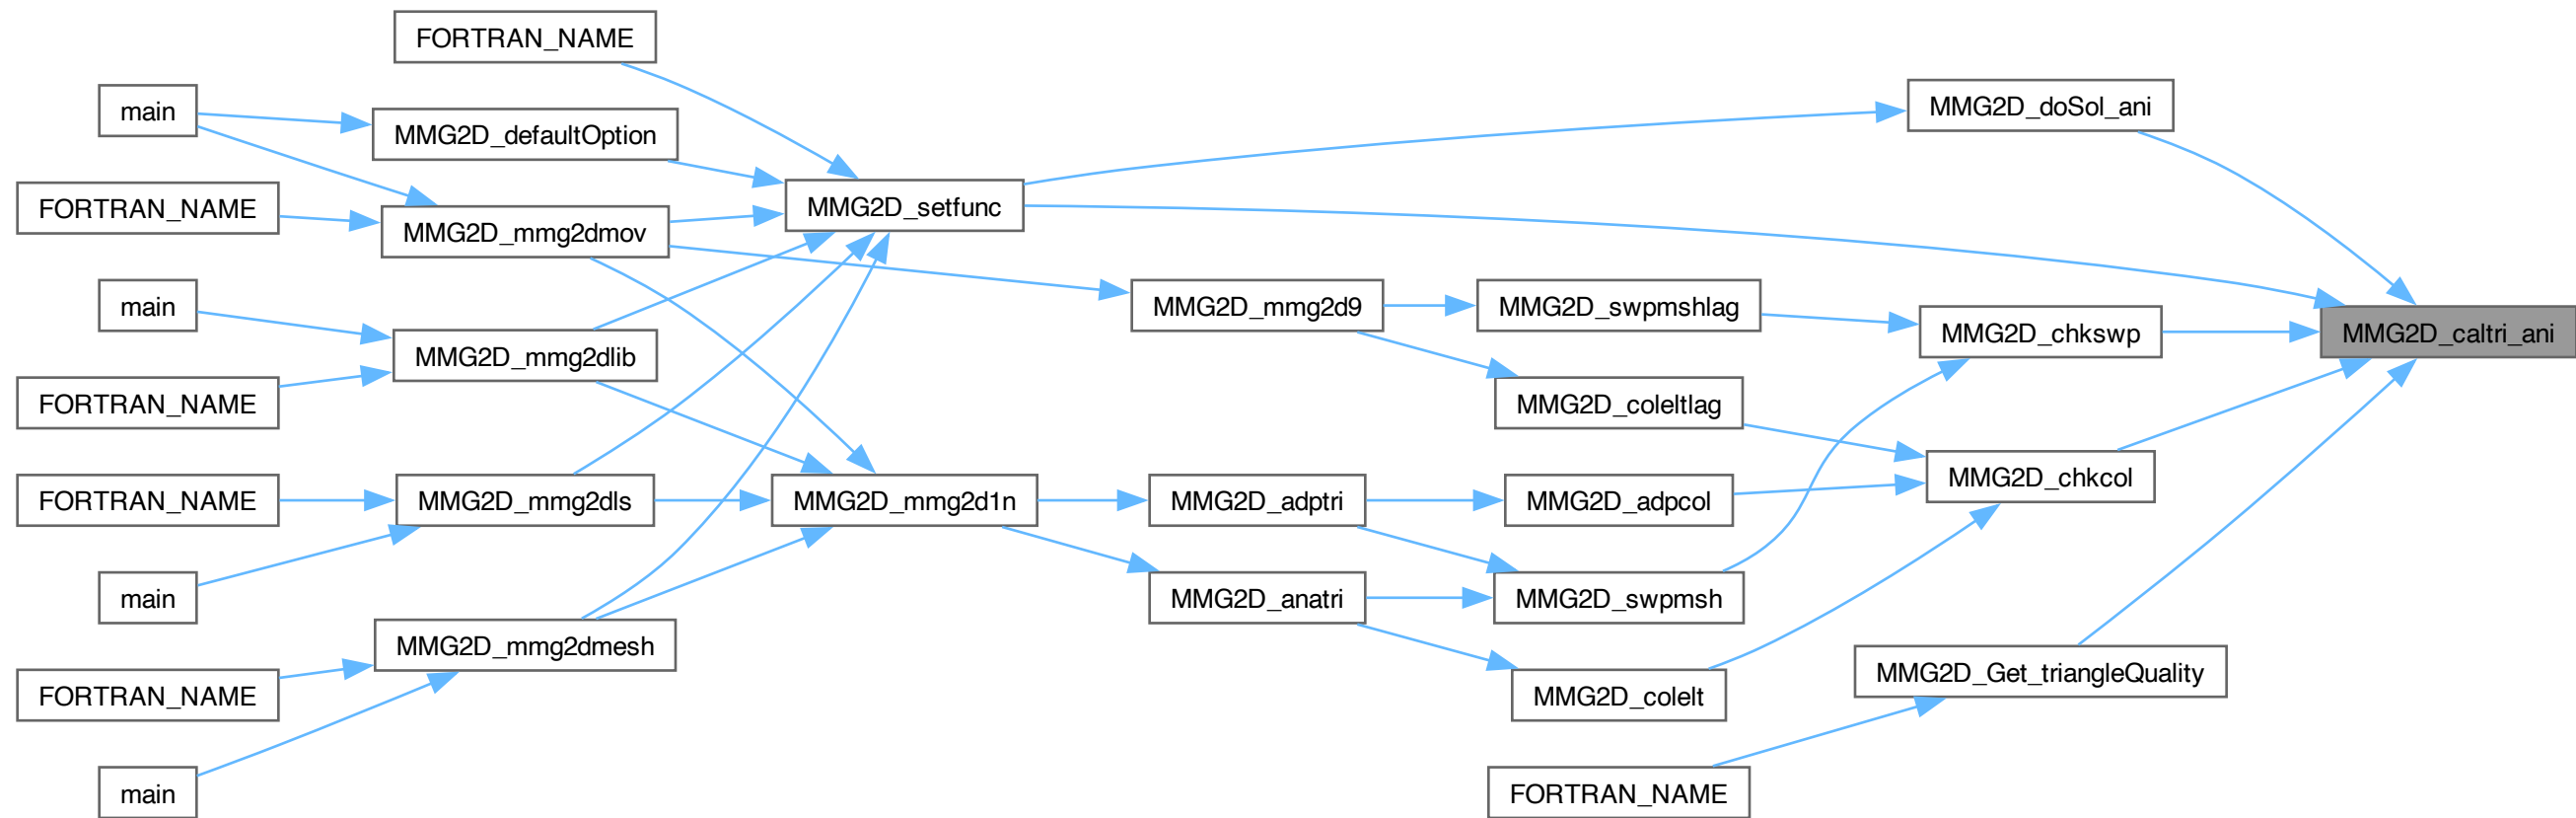 FORTRAN_NAME
main
MMG2D_defaultOption
MMG2D_doSol_ani
FORTRAN_NAME
MMG2D_mmg2dmov
MMG2D_setfunc
main
MMG2D_mmg2dlib
MMG2D_mmg2d9
MMG2D_swpmshlag
MMG2D_chkswp
MMG2D_caltri_ani
FORTRAN_NAME
MMG2D_coleltlag
FORTRAN_NAME
MMG2D_mmg2dls
MMG2D_mmg2d1n
MMG2D_adptri
MMG2D_adpcol
MMG2D_chkcol
main
MMG2D_anatri
MMG2D_swpmsh
MMG2D_mmg2dmesh
MMG2D_Get_triangleQuality
FORTRAN_NAME
MMG2D_colelt
main
FORTRAN_NAME